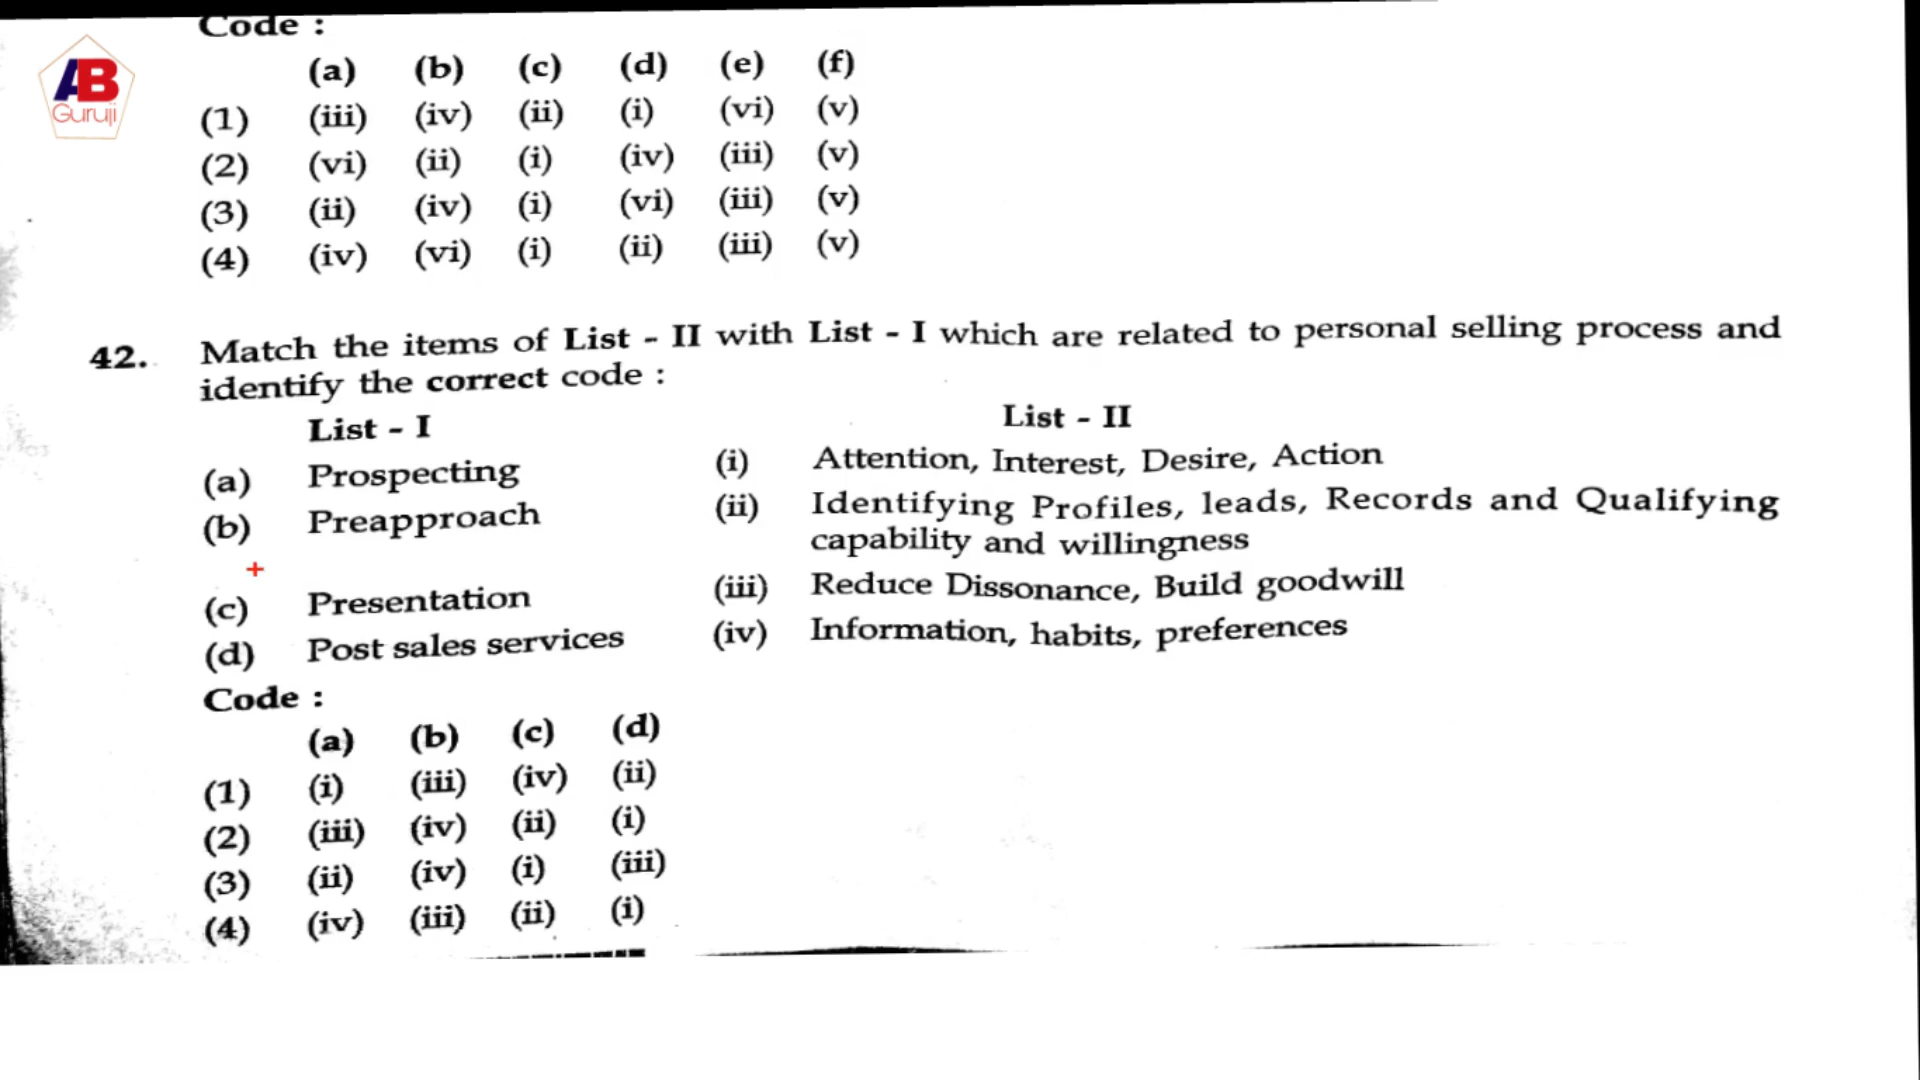 Code :
AB
Guruji
(a) (b) (c) (d) (e) (f)
(1) (iii) (iv) (ii) (i) (vi) (v)
(2) (vi) (ii) (i) (iv) (iii) (v)
(3) (ii) (iv) (i) (vi) (iii) (v)
(4) (iv) (vi) (i) (ii) (iii) (v)
42. Match the items of List - II with List - I which are related to personal selling process and
identify the correct code :
List - I List - II
(a) Prospecting (i) Attention, Interest, Desire, Action
(b) Preapproach (ii) Identifying Profiles, leads, Records and Qualifying
capability and willingness
(c) Presentation (iii) Reduce Dissonance, Build goodwill
(d) Post sales services (iv) Information, habits, preferences
Code :
(a) (b) (c) (d)
(1) (i) (iii) (iv) (ii)
(2) (iii) (iv) (ii) (i)
(3) (ii) (iv) (i) (iii)
(4) (iv) (iii) (ii) (i)